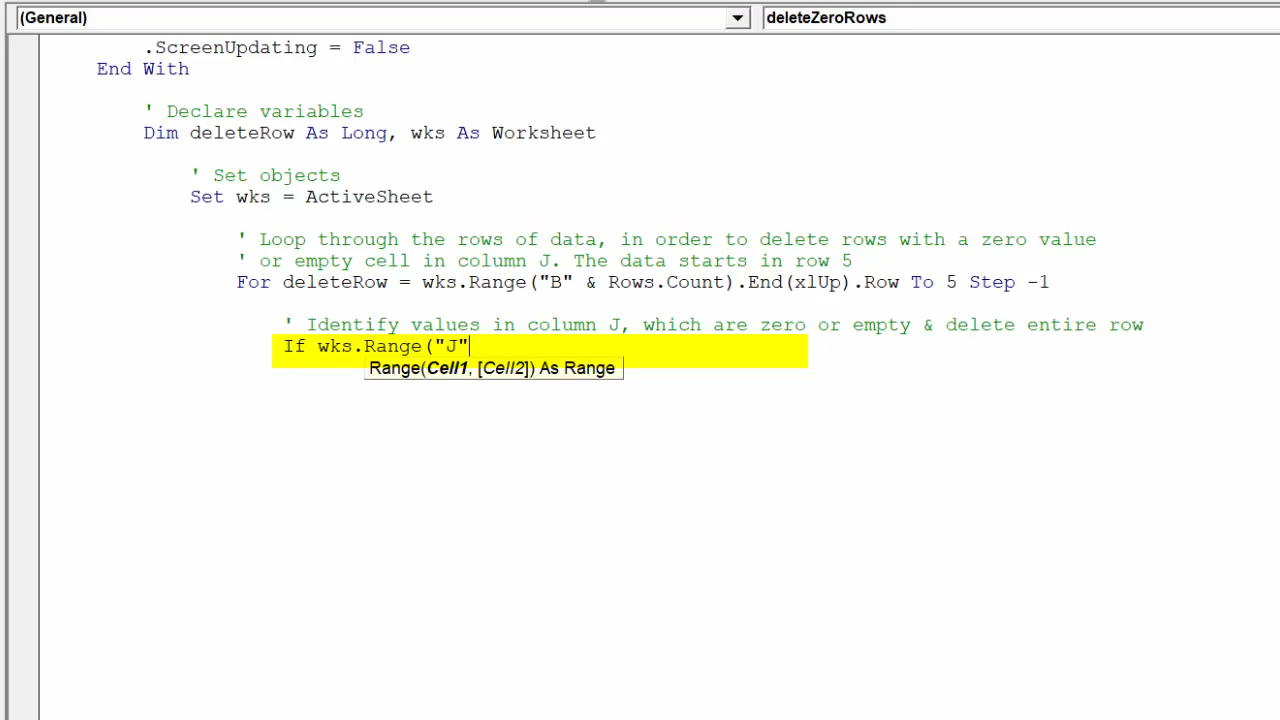 (General)
deleteZeroRows
.ScreenUpdating = False
End With
' Declare variables
Dim deleteRow As Long, wks As Worksheet
' Set objects
Set wks = ActiveSheet
' Loop through the rows of data, in order to delete rows with a zero value
' or empty cell in column J. The data starts in row 5
For deleteRow = wks.Range("B" & Rows.Count).End(xlUp).Row To 5 Step -1
' Identify values in column J, which are zero or empty & delete entire row
If wks.Range("J"
Range(Cell1, [Cell2]) As Range